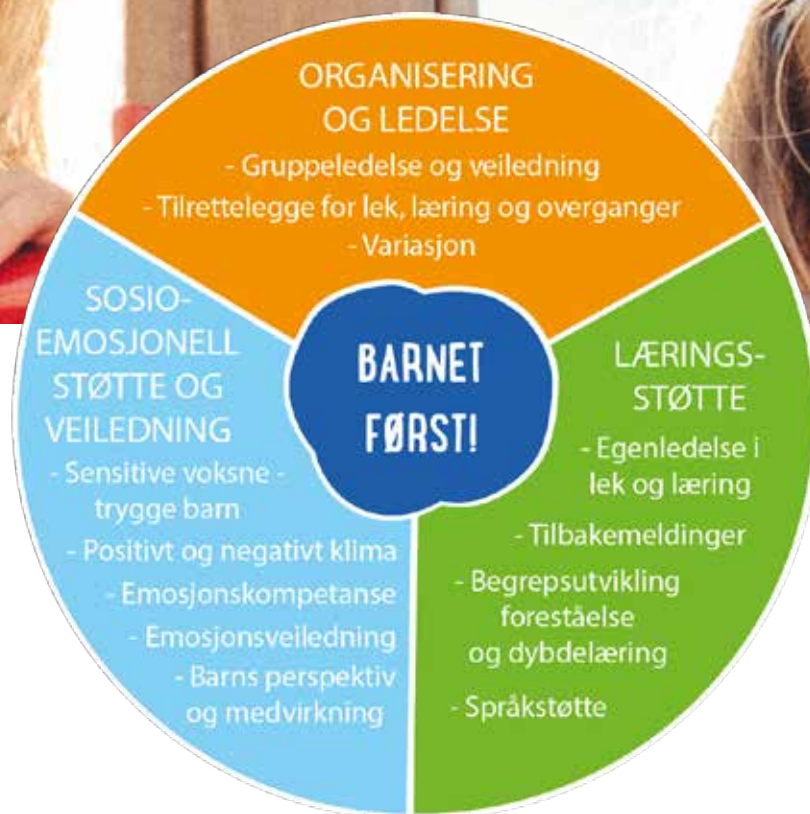 ORGANISERING
OG LEDELSE
- Gruppeledelse og veiledning
- Tilrettelegge for lek, læring og overganger
- Variasjon
SOSIO-
EMOSJONELL
STØTTE OG
VEILEDNING
- Sensitive voksne -
trygge barn
- Positivt og negativt klima
- Emosjonskompetanse
- Emosjonsveiledning
- Barns perspektiv
og medvirkning
BARNET
FØRST!
LÆRINGS-
STØTTE
- Egenledelse i
lek og læring
- Tilbakemeldinger
- Begrepsutvikling
foreståelse
og dybdelæring
- Språkstøtte